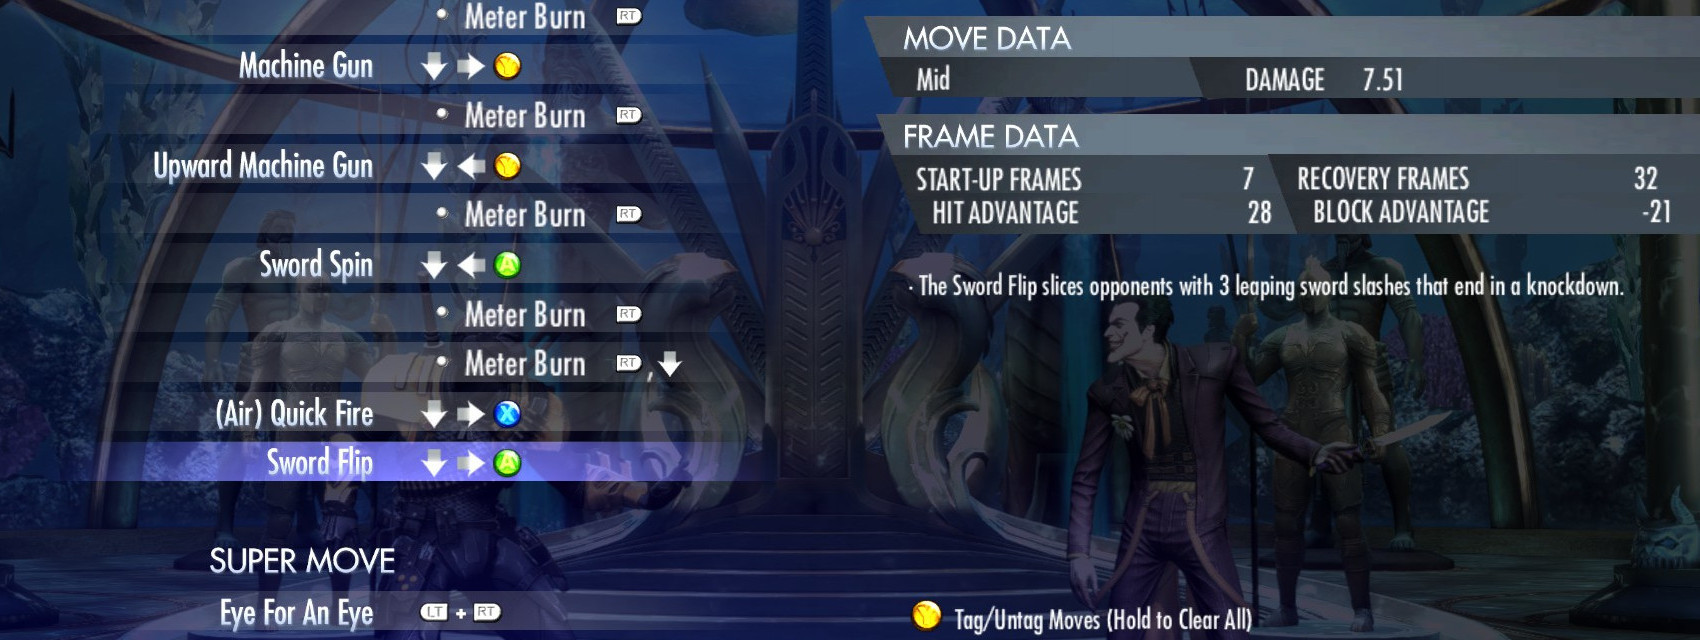 Meter Burn RT
Machine Gun Y
Meter Burn RT
Upward Machine Gun Y
Meter Burn RT
Sword Spin A
Meter Burn RT
Meter Burn RT ,
(Air) Quick Fire X
Sword Flip A
SUPER MOVE
Eye For An Eye LT + RT
MOVE DATA
Mid DAMAGE 7.51
FRAME DATA
START-UP FRAMES 7 RECOVERY FRAMES 32
HIT ADVANTAGE 28 BLOCK ADVANTAGE -21
· The Sword Flip slices opponents with 3 leaping sword slashes that end in a knockdown.
Y Tag/Untag Moves (Hold to Clear All)